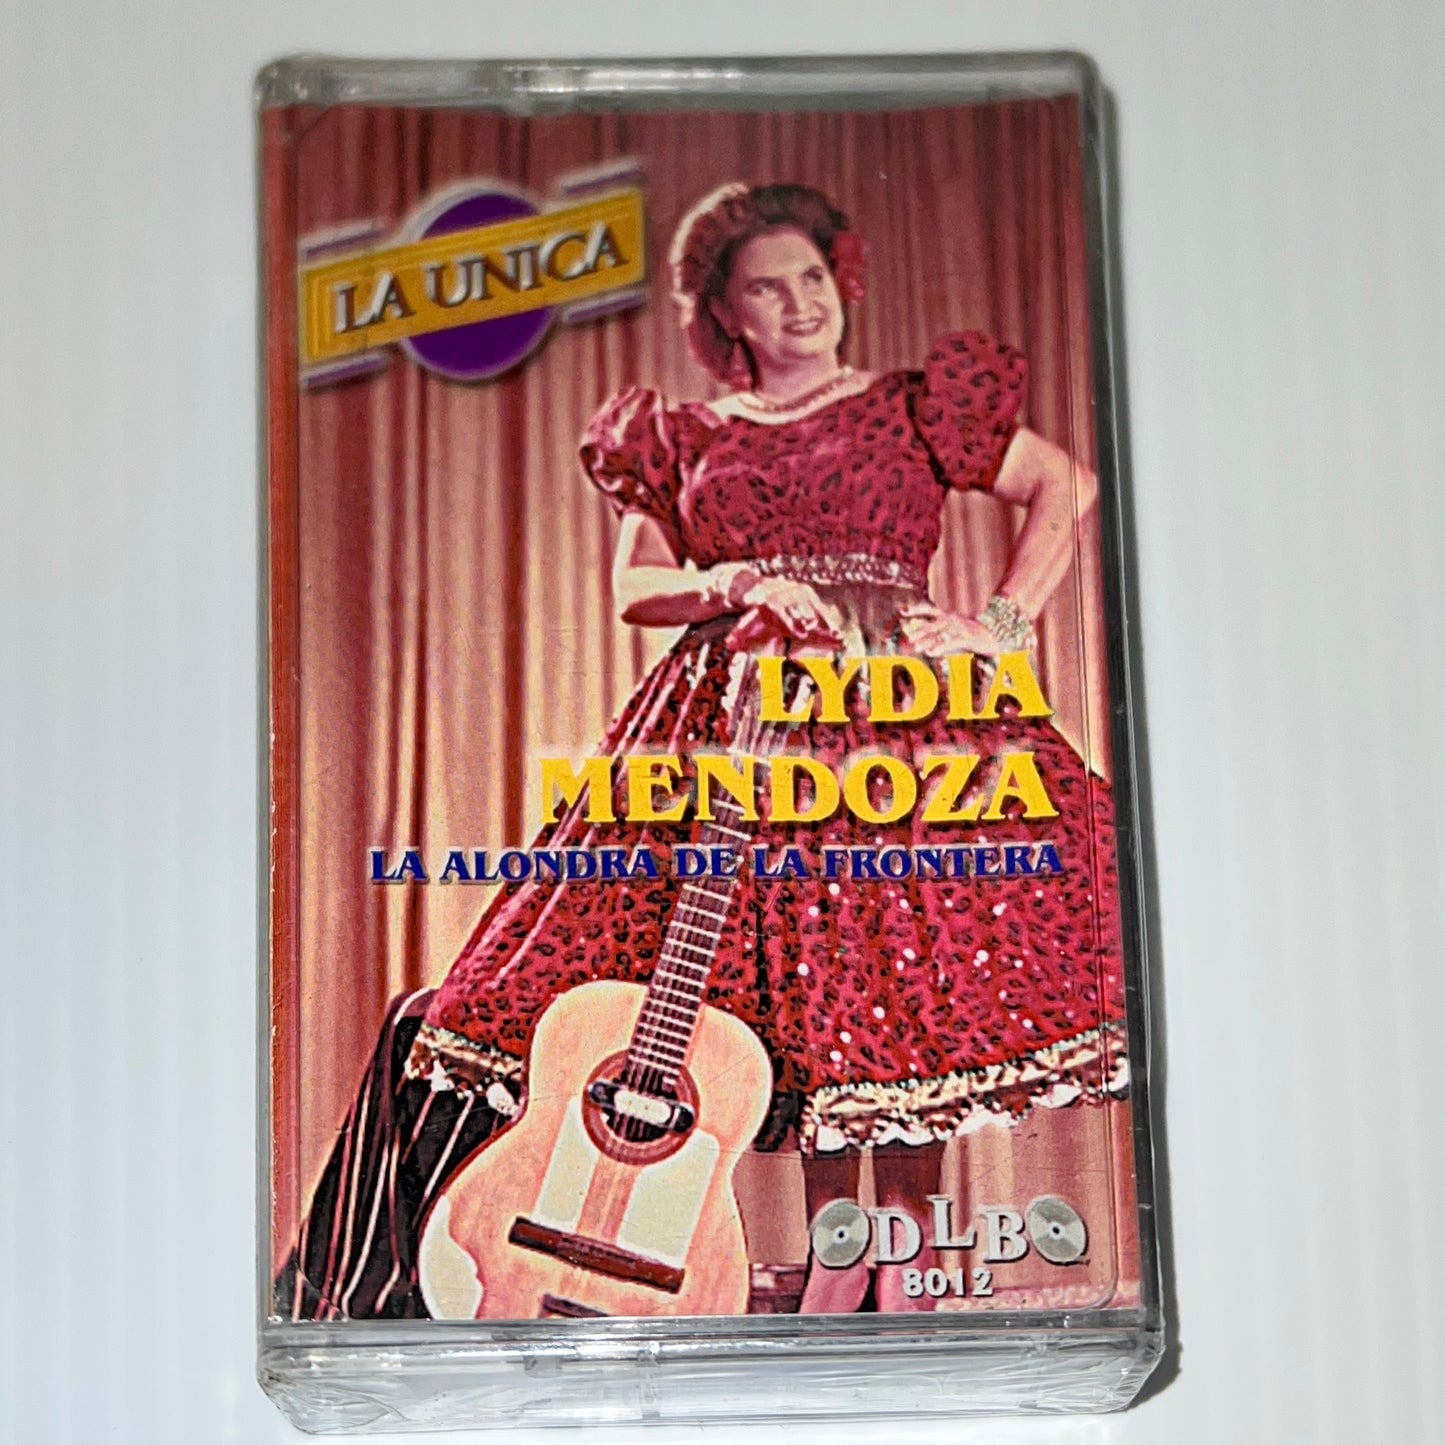 LA UNICA
LYDIA
MENDOZA
LA ALONDRA DE LA FRONTERA
DLB
8012